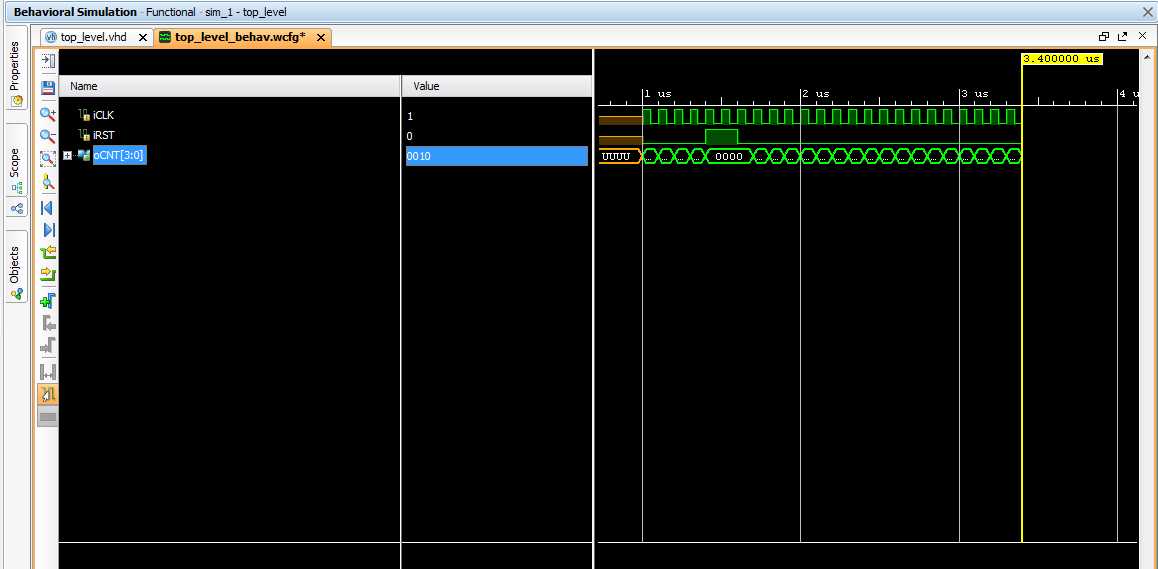 Behavioral Simulation - Functional - sim_1 - top_level
top_level.vhd
top_level_behav.wcfg*
Properties
Scope
Objects
Name
Value
iCLK
1
iRST
0
oCNT[3:0]
0010
3.400000 us
1 us
2 us
3 us
4 u
UUUU
0000